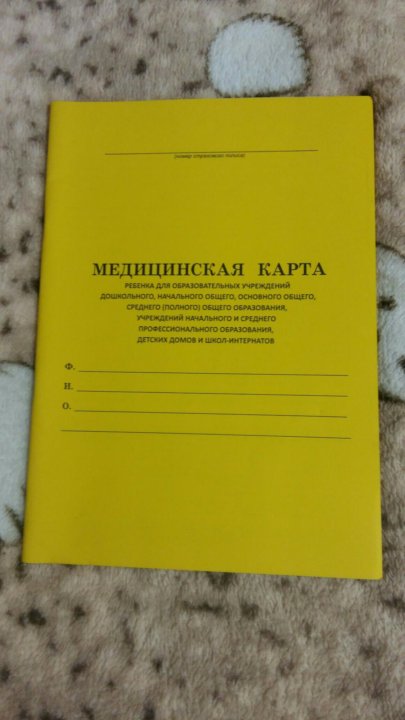 (номер страхового полиса)
МЕДИЦИНСКАЯ КАРТА
РЕБЕНКА ДЛЯ ОБРАЗОВАТЕЛЬНЫХ УЧРЕЖДЕНИЙ
ДОШКОЛЬНОГО, НАЧАЛЬНОГО ОБЩЕГО, ОСНОВНОГО ОБЩЕГО,
СРЕДНЕГО (ПОЛНОГО) ОБЩЕГО ОБРАЗОВАНИЯ,
УЧРЕЖДЕНИЙ НАЧАЛЬНОГО И СРЕДНЕГО
ПРОФЕССИОНАЛЬНОГО ОБРАЗОВАНИЯ,
ДЕТСКИХ ДОМОВ И ШКОЛ-ИНТЕРНАТОВ
Ф.
И.
О.